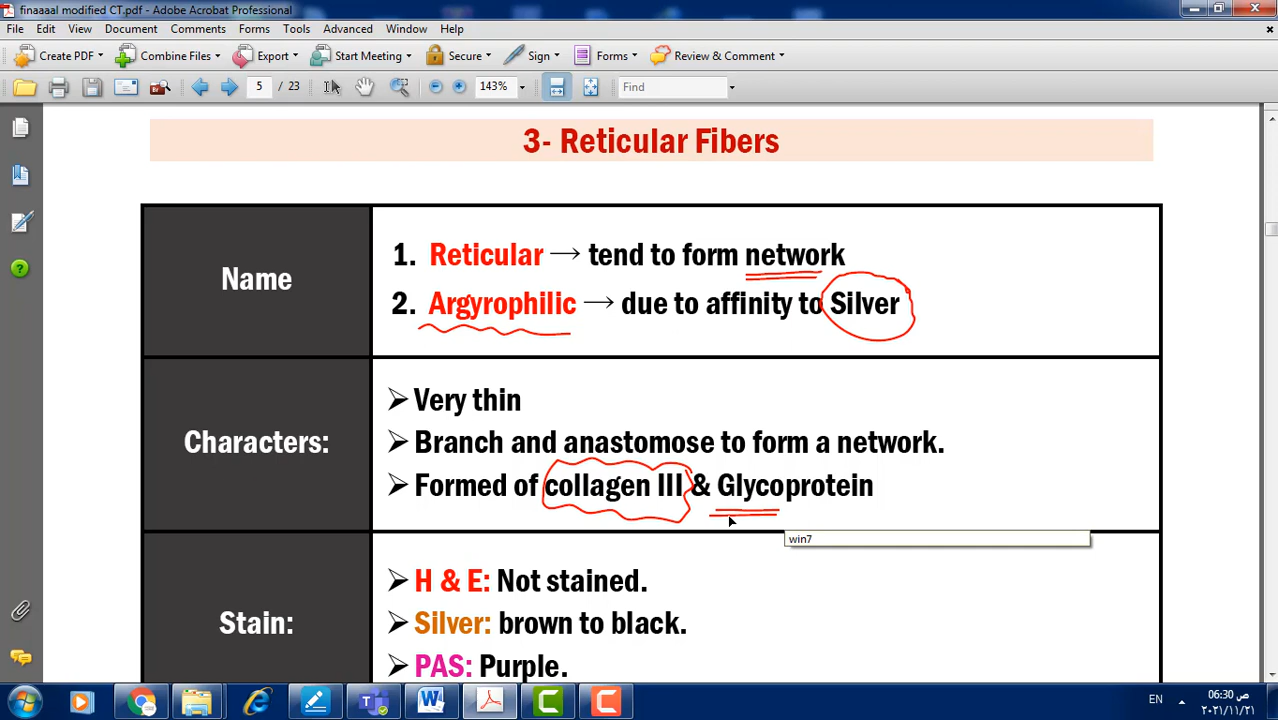 finaaaal modified CT.pdf - Adobe Acrobat Professional
File Edit View Document Comments Forms Tools Advanced Window Help
Create PDF Combine Files Export Start Meeting Secure Sign Forms Review & Comment
5 / 23 143% Find
3- Reticular Fibers
Name
1. Reticular → tend to form network
2. Argyrophilic → due to affinity to Silver
Characters:
➢ Very thin
➢ Branch and anastomose to form a network.
➢ Formed of collagen III & Glycoprotein
win7
Stain:
➢ H & E: Not stained.
➢ Silver: brown to black.
➢ PAS: Purple.
EN
06:30 ص
٢٠٢١/١١/٢١